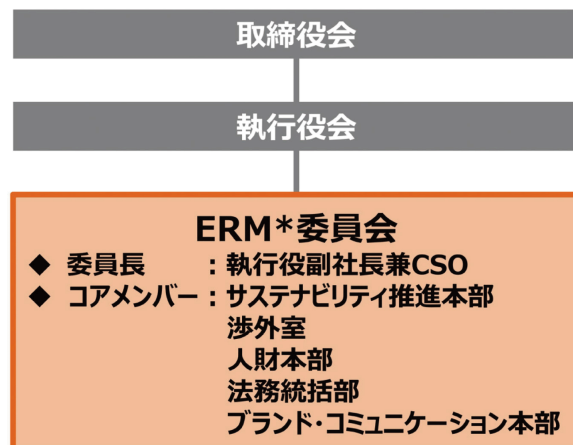 取締役会
執行役会
ERM*委員会
◆ 委員長 :執行役副社長兼CSO
◆ コアメンバー:サステナビリティ推進本部
渉外室
人財本部
法務統括部
ブランド・コミュニケーション本部